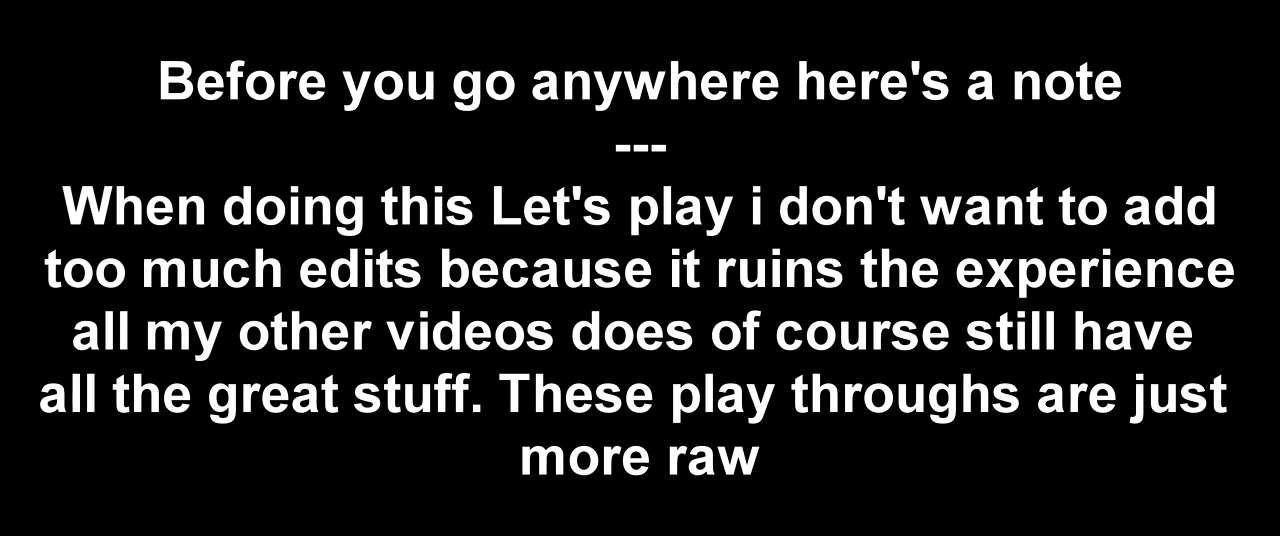 Before you go anywhere here's a note
---
When doing this Let's play i don't want to add
too much edits because it ruins the experience
all my other videos does of course still have
all the great stuff. These play throughs are just
more raw